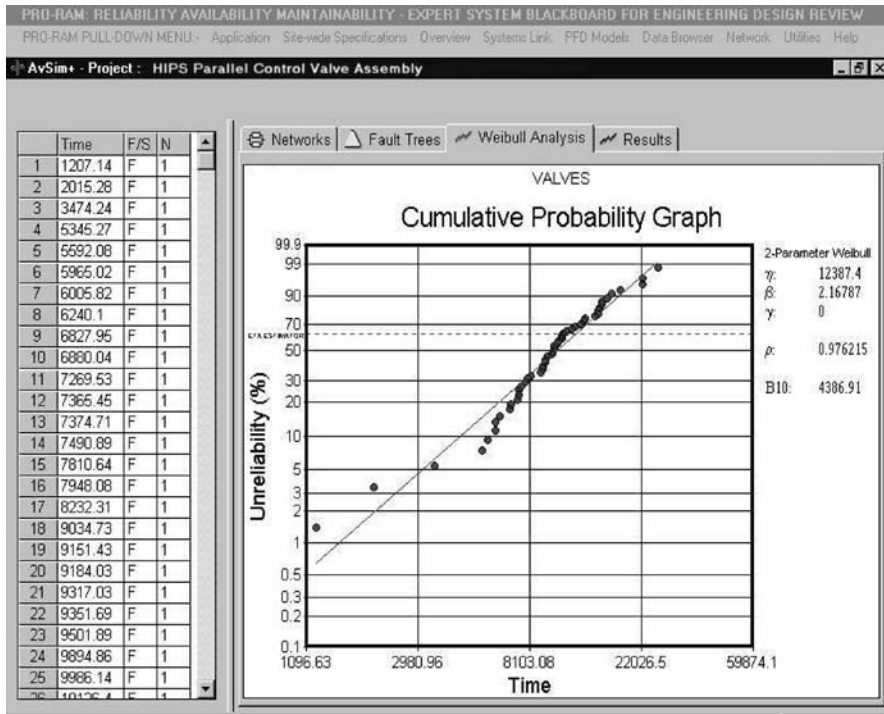 PRO-RAM: RELIABILITY AVAILABILITY MAINTAINABILITY - EXPERT SYSTEM BLACKBOARD FOR ENGINEERING DESIGN REVIEW
PRO-RAM PULL-DOWN MENU:- Application Site-wide Specifications Overview Systems Link PFD Models Data Browser Network Utilities Help
AvSim+ - Project : HIPS Parallel Control Valve Assembly
Networks Fault Trees Weibull Analysis Results
Time F/S N
1 1207.14 F 1
2 2015.28 F 1
3 3474.24 F 1
4 5345.27 F 1
5 5592.08 F 1
6 5965.02 F 1
7 6005.82 F 1
8 6240.1 F 1
9 6827.95 F 1
10 6880.04 F 1
11 7269.53 F 1
12 7365.45 F 1
13 7374.71 F 1
14 7490.89 F 1
15 7810.64 F 1
16 7948.08 F 1
17 8232.31 F 1
18 9034.73 F 1
19 9151.43 F 1
20 9184.03 F 1
21 9317.03 F 1
22 9351.69 F 1
23 9501.89 F 1
24 9894.86 F 1
25 9986.14 F 1
VALVES
Cumulative Probability Graph
Unreliability (%)
99.9
99
90
70
50
30
20
10
5
3
2
1
0.5
0.3
0.2
0.1
1096.63 2980.96 8103.08 22026.5 59874.1
Time
2-Parameter Weibull
η: 12387.4
β: 2.16787
γ: 0
ρ: 0.976215
B10: 4386.91